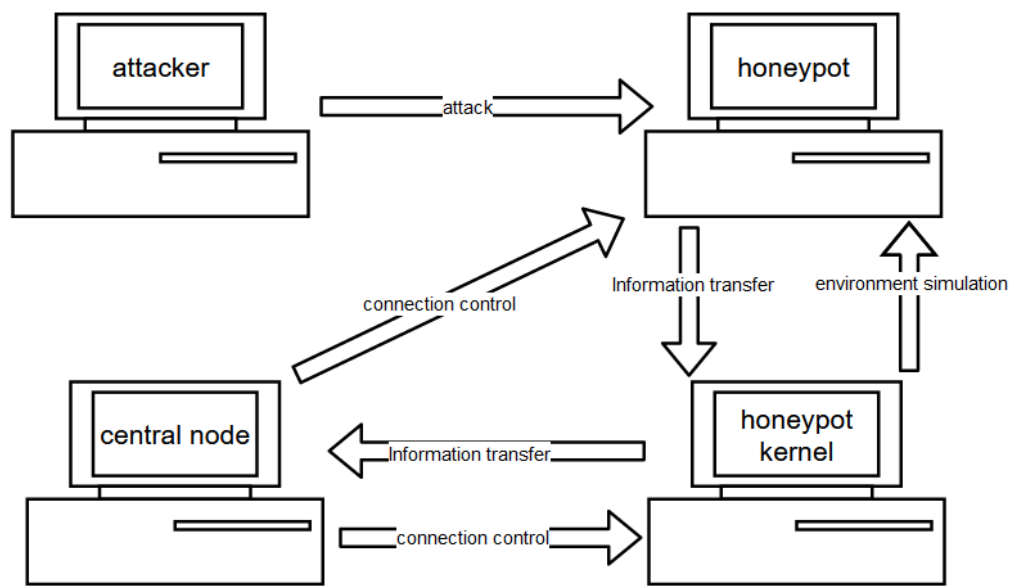 attacker
honeypot
attack
Information transfer
environment simulation
connection control
central node
honeypot
kernel
Information transfer
connection control